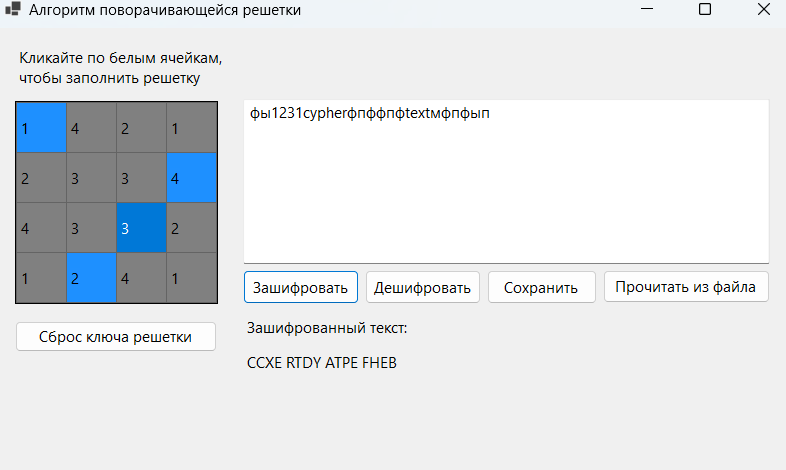 Алгоритм поворачивающейся решетки
Кликайте по белым ячейкам,
чтобы заполнить решетку
1 4 2 1
2 3 3 4
4 3 3 2
1 2 4 1
фы1231cypherфпффпфtextмфпфып
Зашифровать Дешифровать Сохранить Прочитать из файла
Сброс ключа решетки
Зашифрованный текст:
CCXE RTDY ATPE FHEB